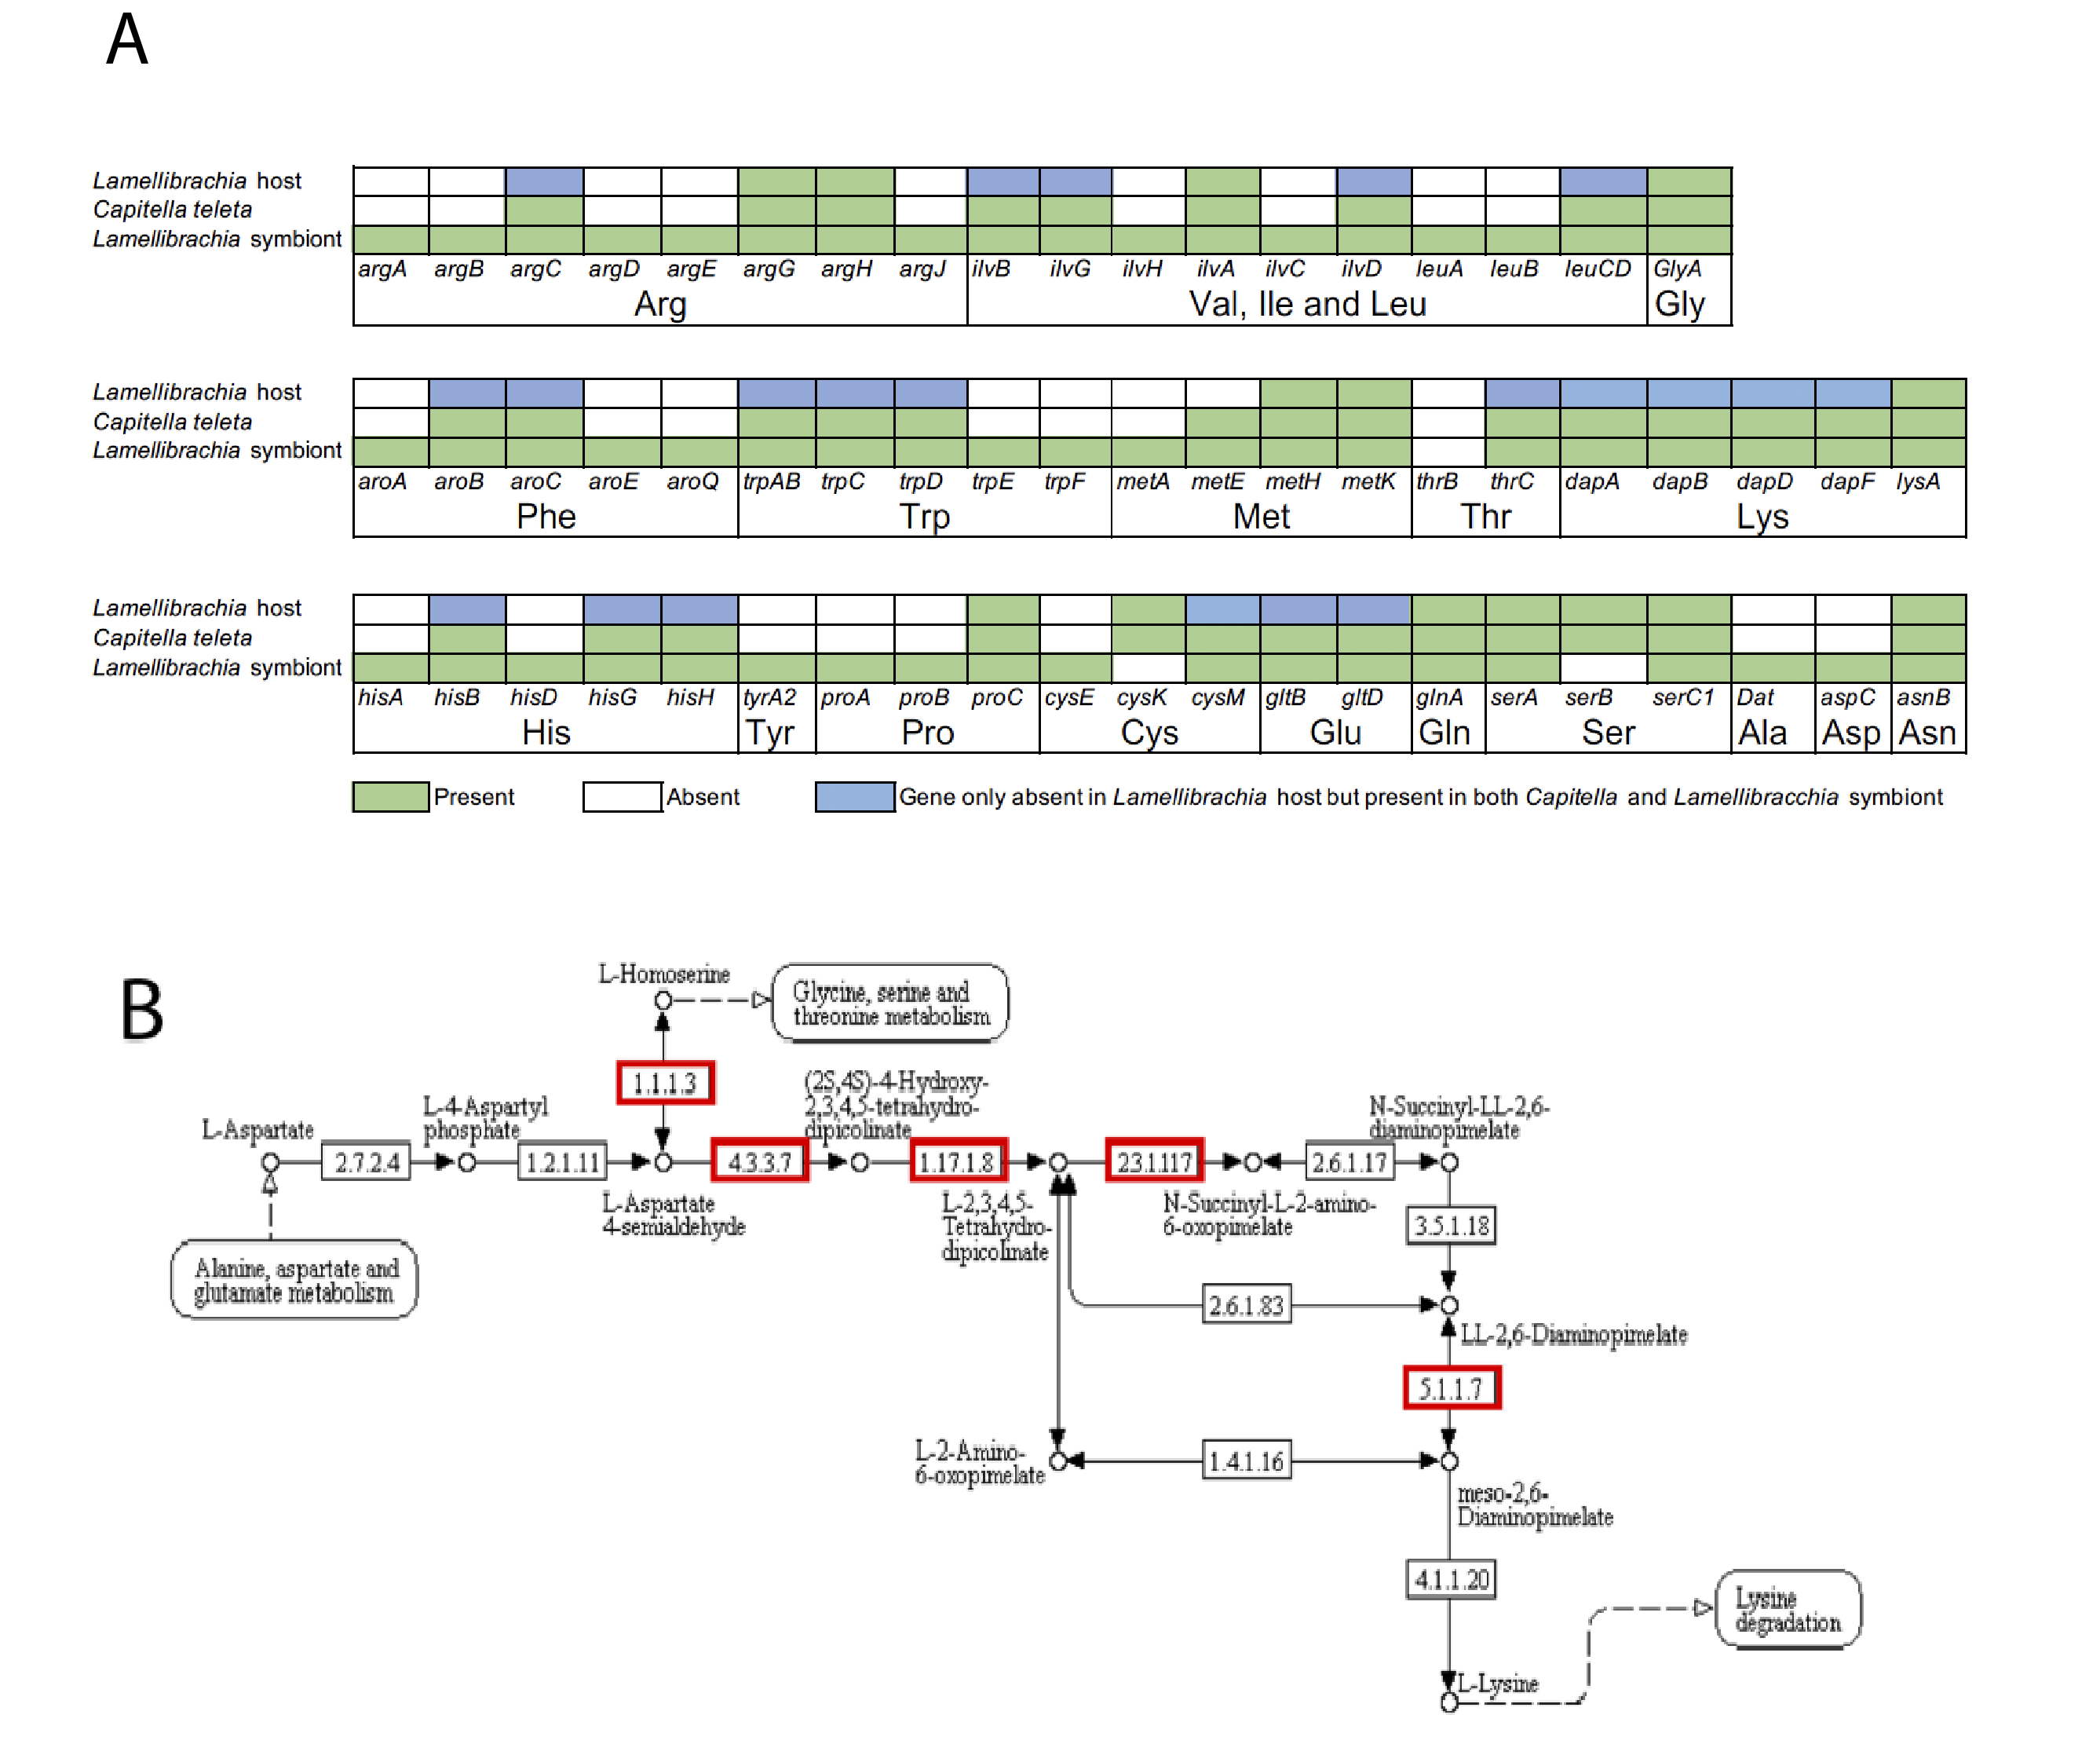 A
Lamellibrachia host
Capitella teleta
Lamellibrachia symbiont
argA argB argC argD argE argG argH argJ ilvB ilvG ilvH ilvA ilvC ilvD leuA leuB leuCD GlyA
Arg Val, Ile and Leu Gly
Lamellibrachia host
Capitella teleta
Lamellibrachia symbiont
aroA aroB aroC aroE aroQ trpAB trpC trpD trpE trpF metA metE metH metK thrB thrC dapA dapB dapD dapF lysA
Phe Trp Met Thr Lys
Lamellibrachia host
Capitella teleta
Lamellibrachia symbiont
hisA hisB hisD hisG hisH tyrA2 proA proB proC cysE cysK cysM gltB gltD glnA serA serB serC1 Dat aspC asnB
His Tyr Pro Cys Glu Gln Ser Ala Asp Asn
Present Absent Gene only absent in Lamellibrachia host but present in both Capitella and Lamellibracchia symbiont
B
L-Homoserine
Glycine, serine and
threonine metabolism
1.1.1.3
(2S,4S)-4-Hydroxy-
2,3,4,5-tetrahydro-
dipicolinate
L-Aspartate
L-4-Aspartyl
phosphate
N-Succinyl-LL-2,6-
diaminopimelate
2.7.2.4 1.2.1.11 4.3.3.7 1.17.1.8 2.3.1.117 2.6.1.17
L-Aspartate
4-semialdehyde
L-2,3,4,5-
Tetrahydro-
dipicolinate
N-Succinyl-L-2-amino-
6-oxopimelate
3.5.1.18
Alanine, aspartate and
glutamate metabolism
2.6.1.83
LL-2,6-Diaminopimelate
5.1.1.7
L-2-Amino-
6-oxopimelate
1.4.1.16
meso-2,6-
Diaminopimelate
4.1.1.20
Lysine
degradation
L-Lysine